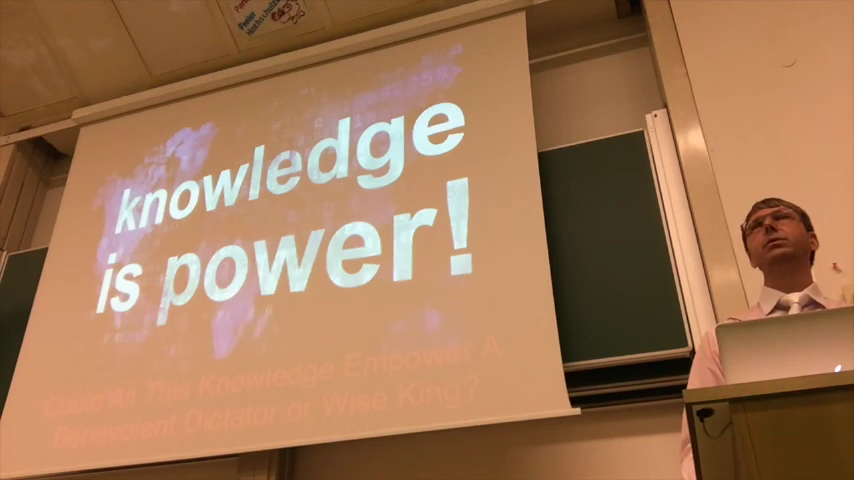 knowledge
is power!
Could All This Knowledge Empower A
Benevolent Dictator or Wise King?